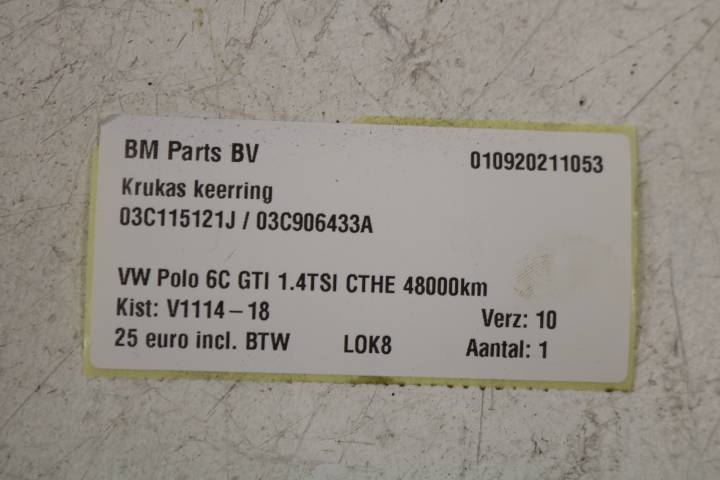 BM Parts BV 010920211053
Krukas keerring
03C115121J / 03C906433A
VW Polo 6C GTI 1.4TSI CTHE 48000km
Kist: V1114-18 Verz: 10
25 euro incl. BTW LOK8 Aantal: 1